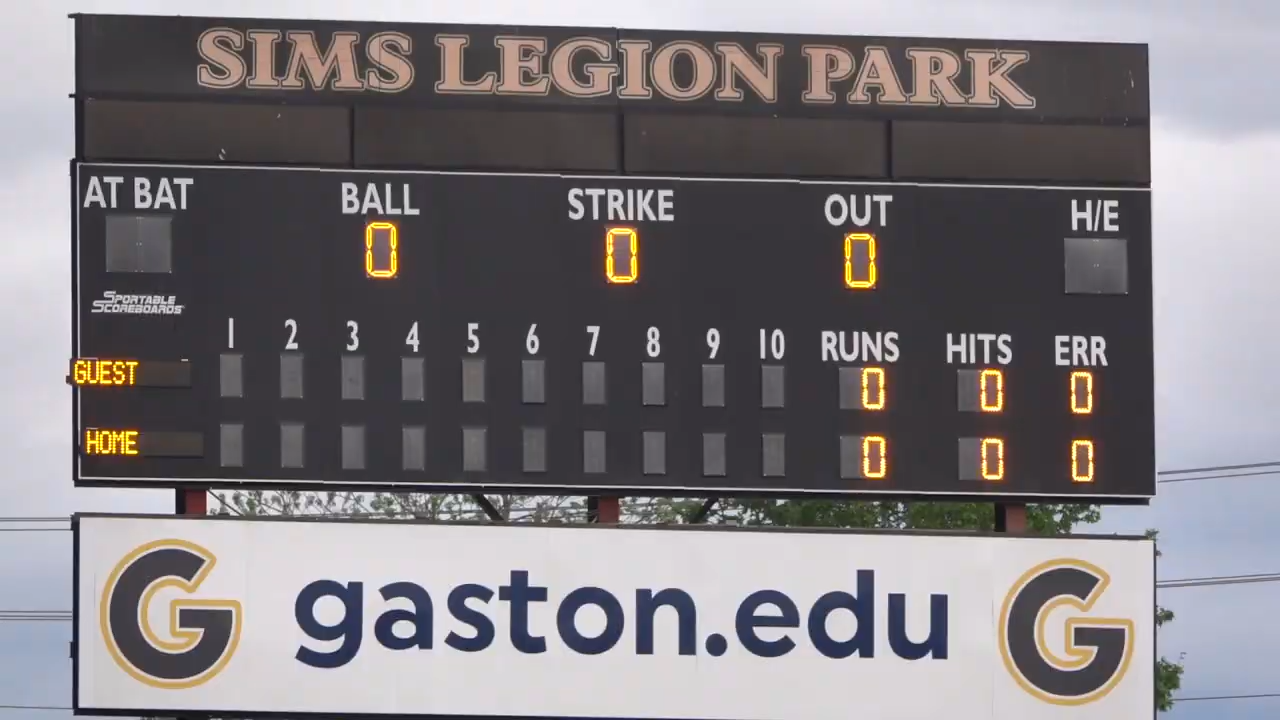 SIMS LEGION PARK
AT BAT BALL STRIKE OUT H/E
0 0 0
SPORTABLE SCOREBOARDS
1 2 3 4 5 6 7 8 9 10 RUNS HITS ERR
GUEST 0 0 0
HOME 0 0 0
G gaston.edu G